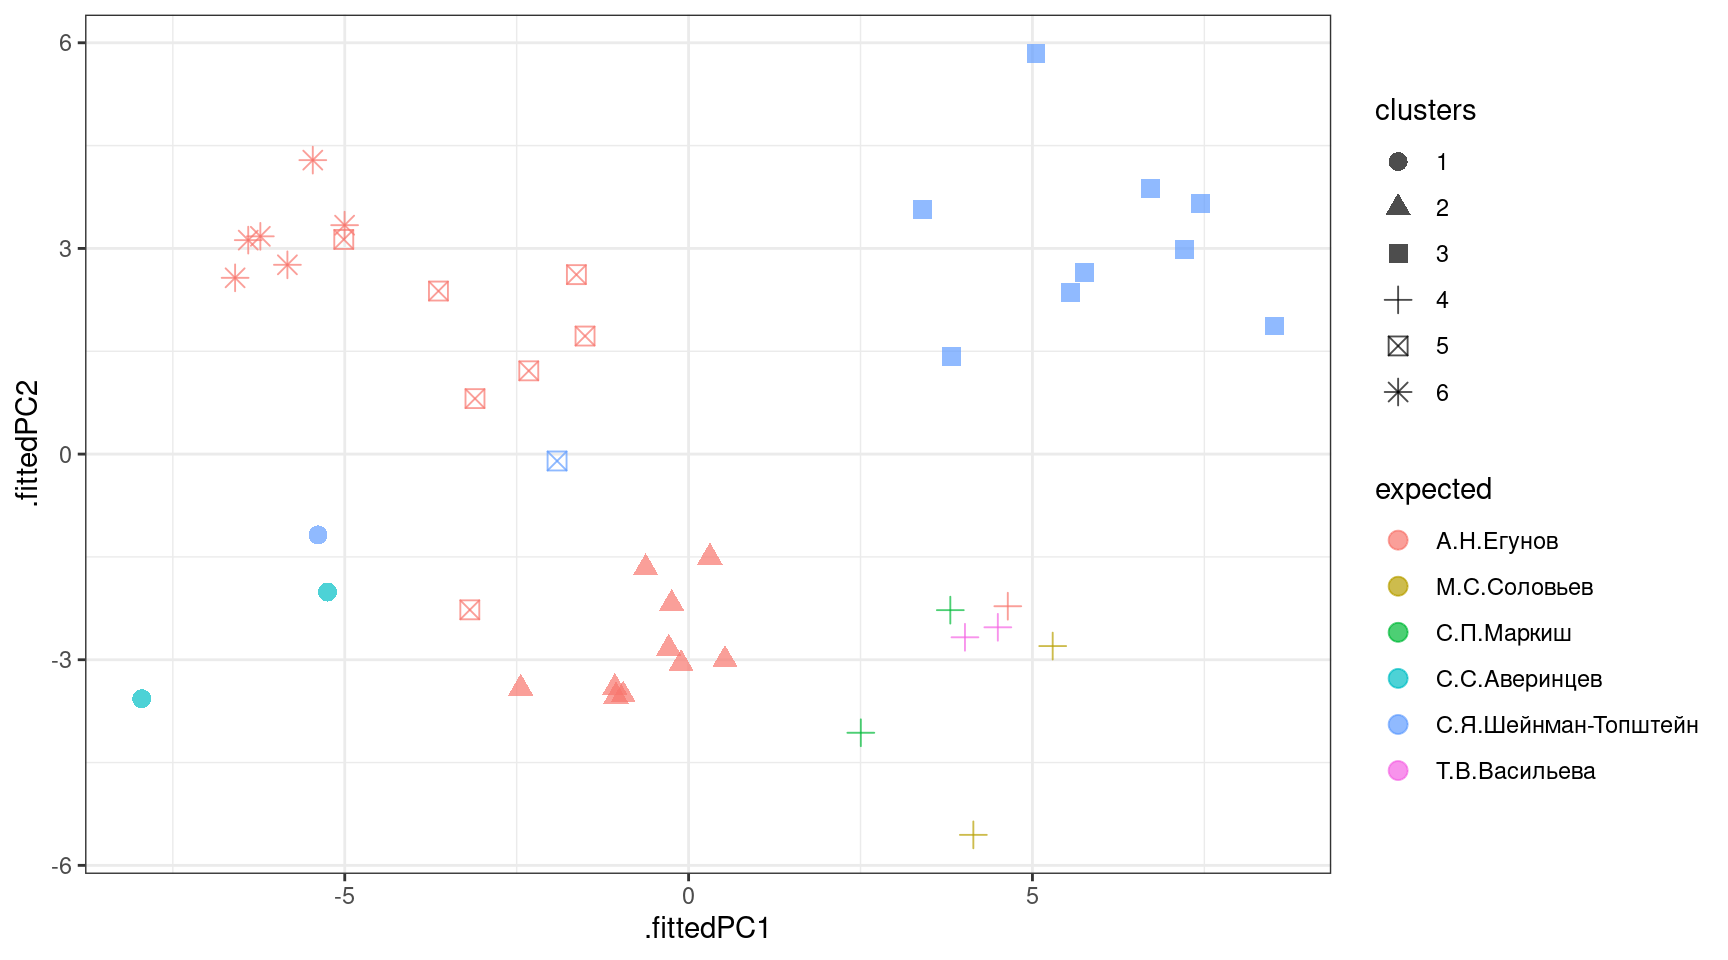 6
3
0
-3
-6
.fittedPC2
-5
0
5
.fittedPC1
clusters
1
2
3
4
5
6
expected
А.Н.Егунов
М.С.Соловьев
С.П.Маркиш
С.С.Аверинцев
С.Я.Шейнман-Топштейн
Т.В.Васильева